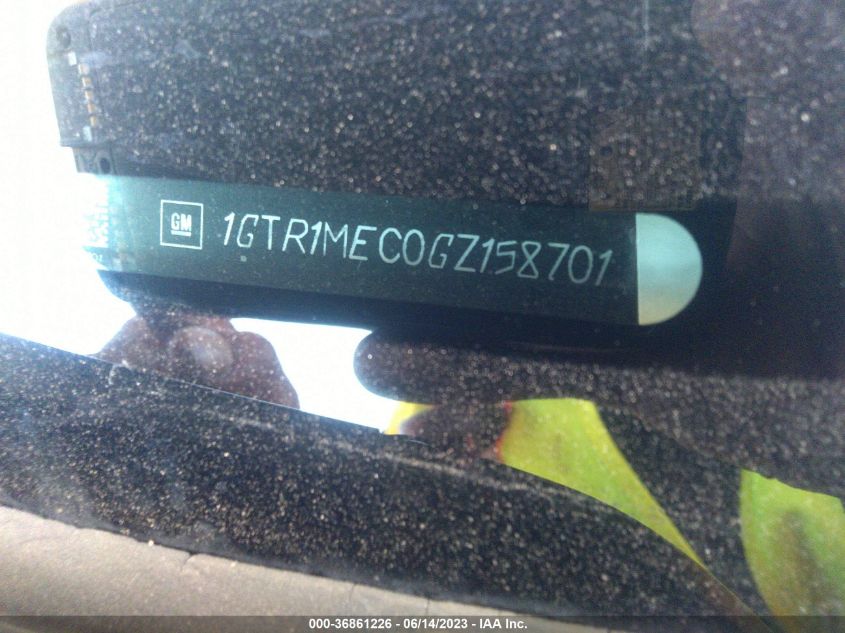 GM 1GTR1MEC0GZ158701
000-36861226 / 06/14/2023 - IAA Inc.